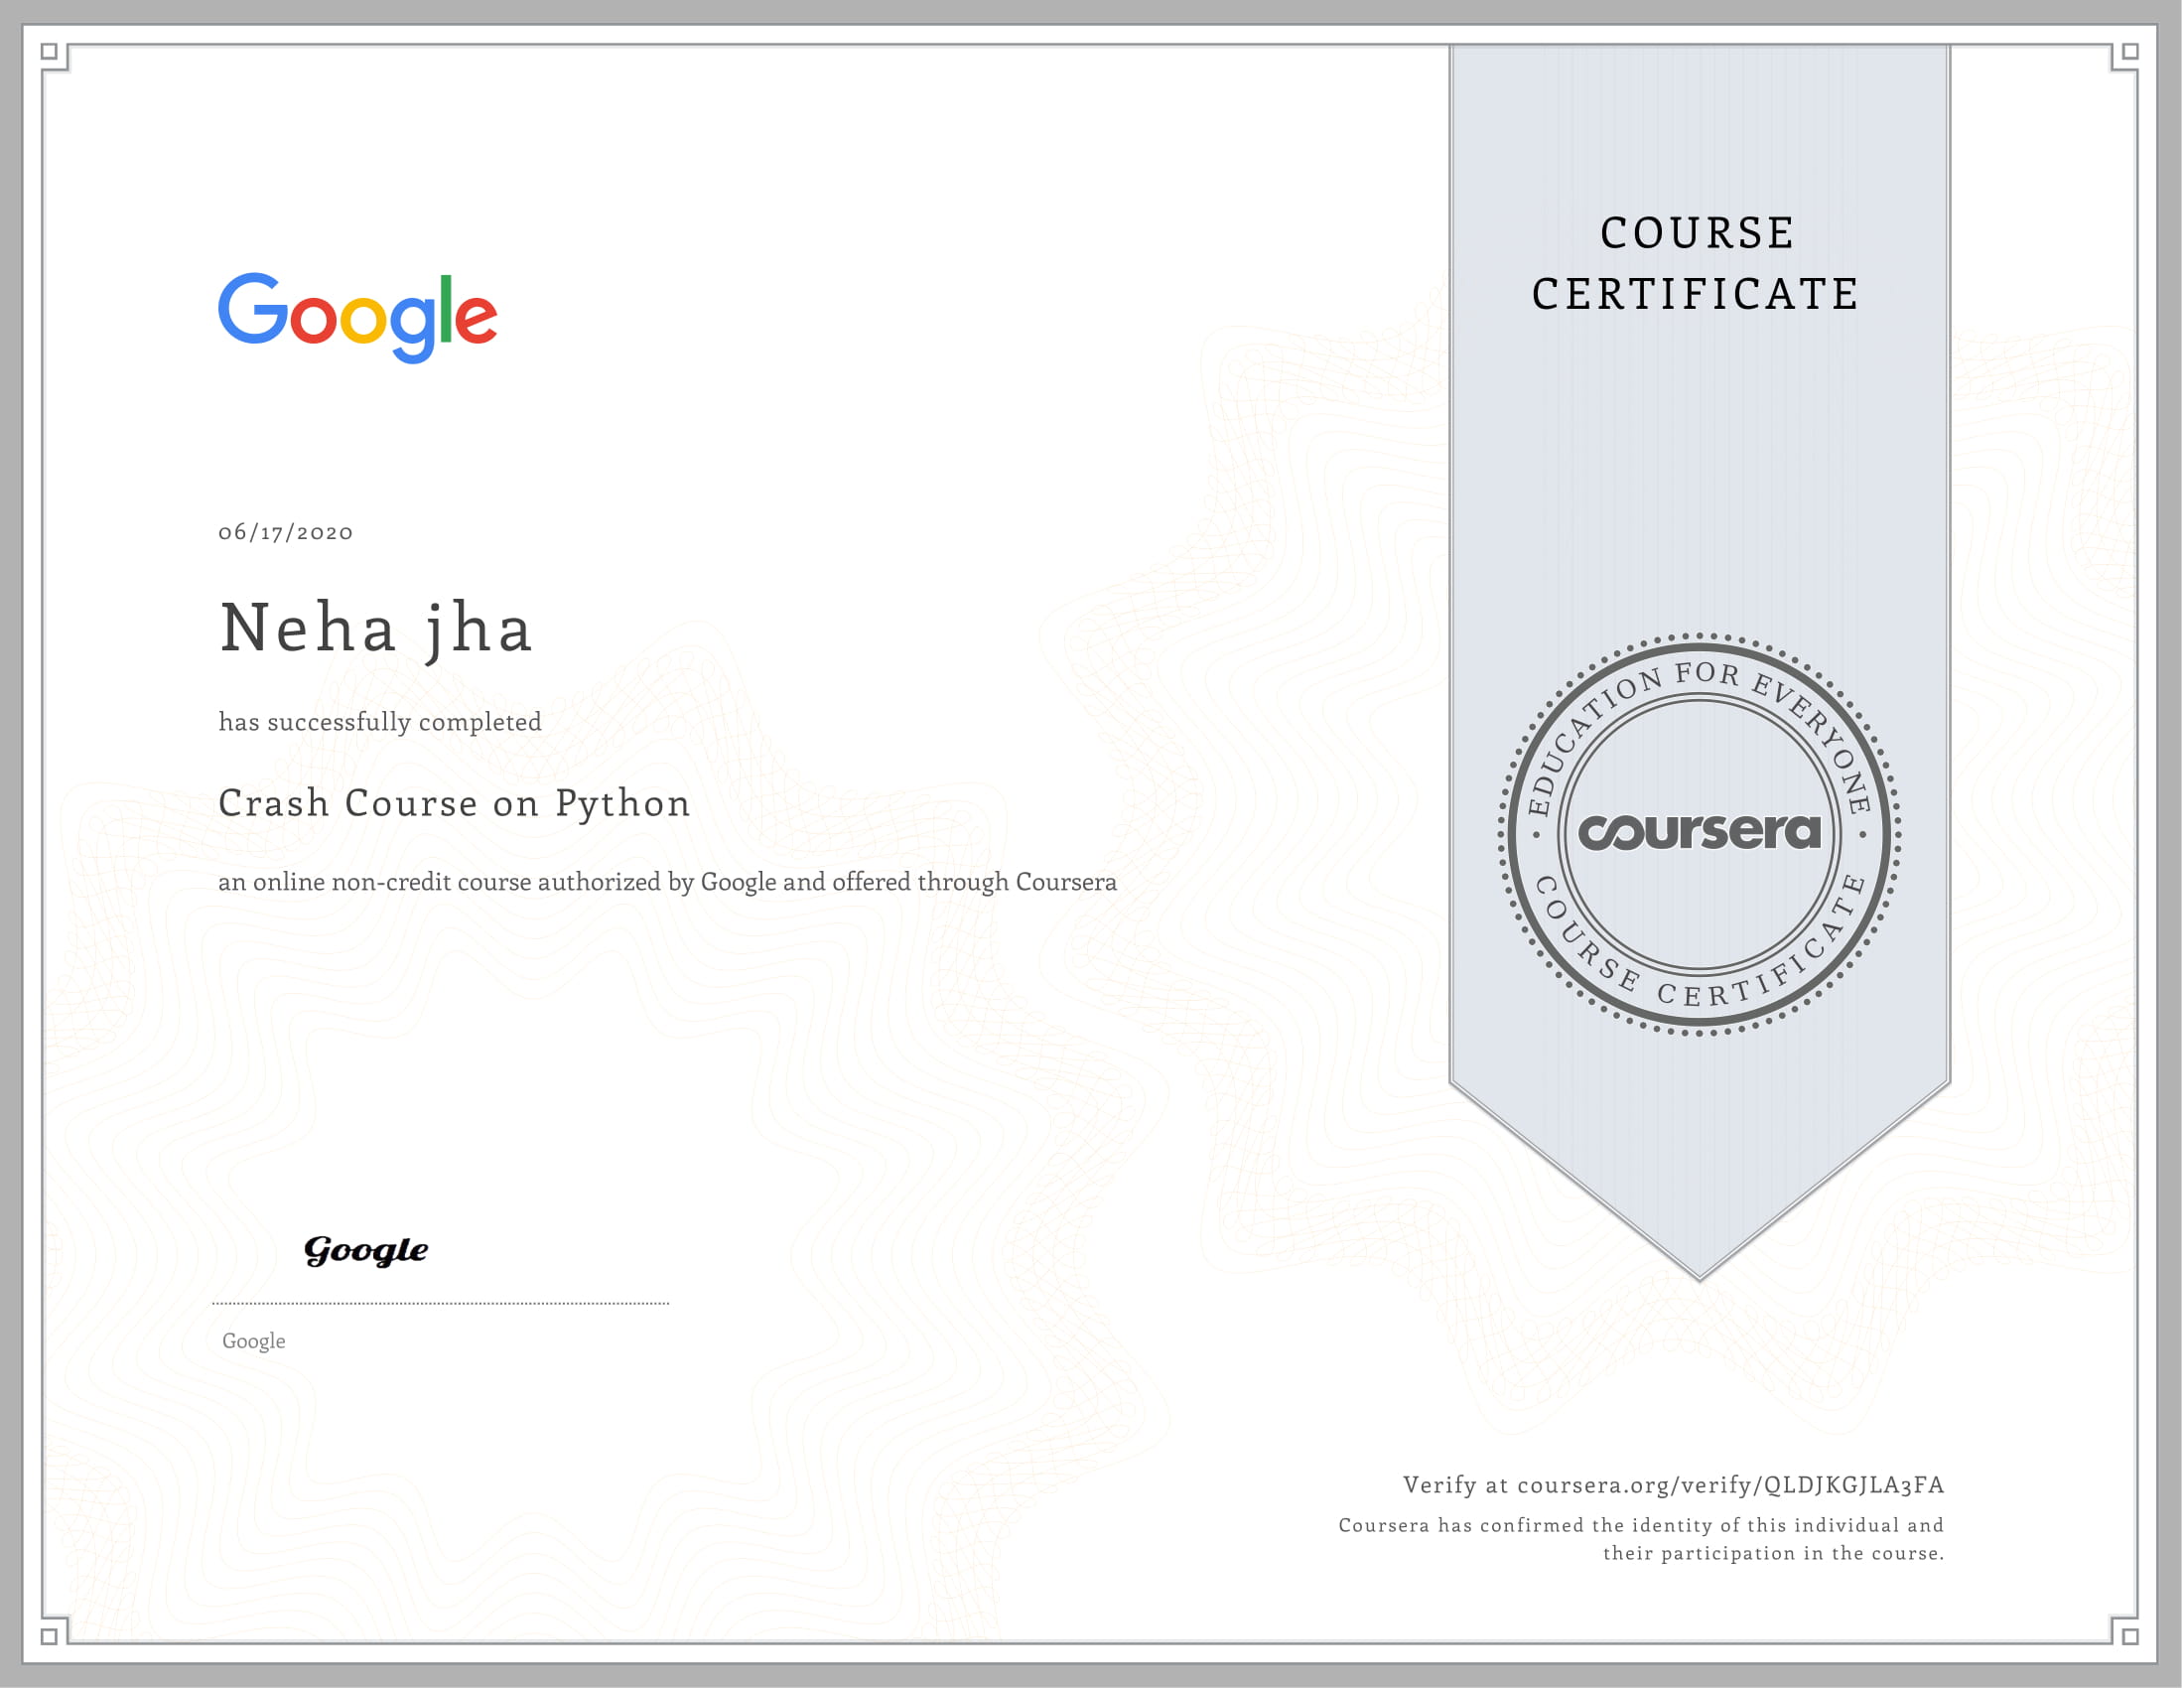 Google
06/17/2020
Neha jha
has successfully completed
Crash Course on Python
an online non-credit course authorized by Google and offered through Coursera
Google
Google
COURSE
CERTIFICATE
EDUCATION FOR EVERYONE
coursera
COURSE CERTIFICATE
Verify at coursera.org/verify/QLDJKGJLA3FA
Coursera has confirmed the identity of this individual and
their participation in the course.